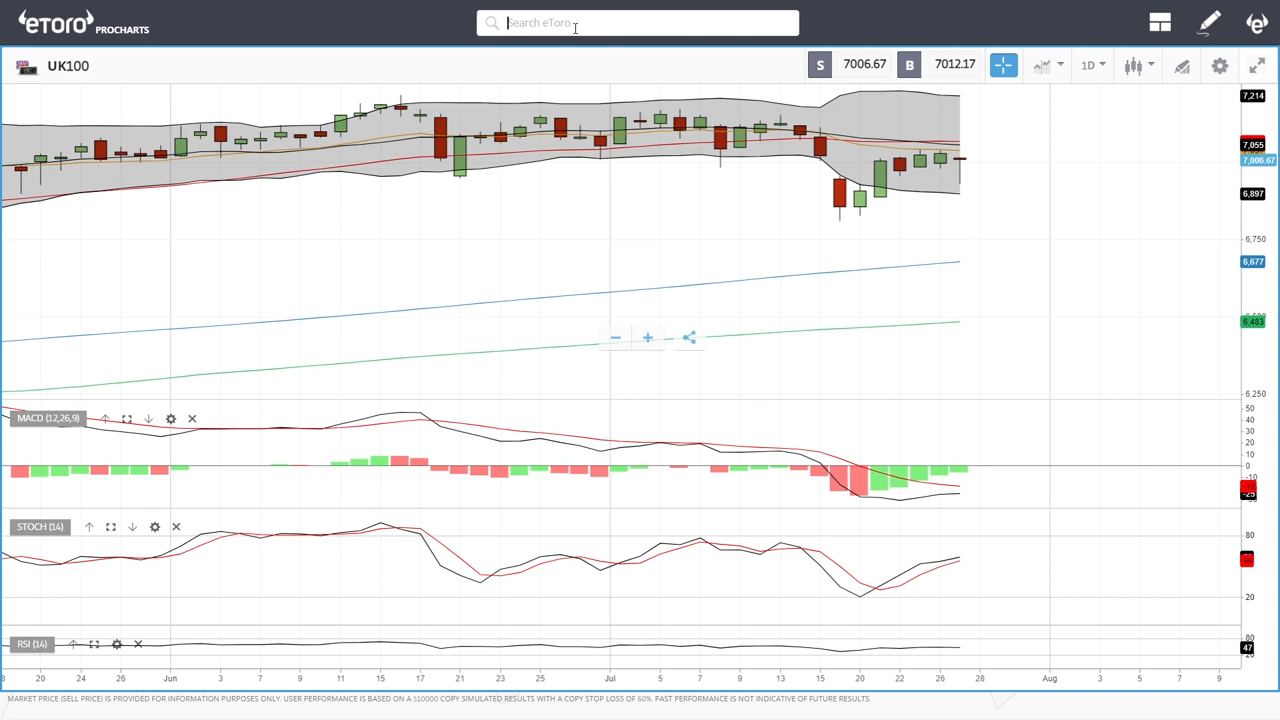 eToro PROCHARTS
Search eToro
UK100
S 7006.67 B 7012.17 1D
7,214
7,055
7,006.67
6,897
6,750
6,677
6,483
6,250
MACD (12,26,9)
50
40
30
20
10
0
-10
-25
STOCH (14)
80
20
RSI (14)
80
47
20
20 24 26 Jun 3 7 9 11 15 17 21 23 25 Jul 5 7 9 13 15 20 22 26 28 Aug 3 5 7 9
MARKET PRICE (SELL PRICE) IS PROVIDED FOR INFORMATION PURPOSES ONLY. USER PERFORMANCE IS BASED ON A $10000 COPY SIMULATED RESULTS WITH A COPY STOP LOSS OF 60%. PAST PERFORMANCE IS NOT INDICATIVE OF FUTURE RESULTS.